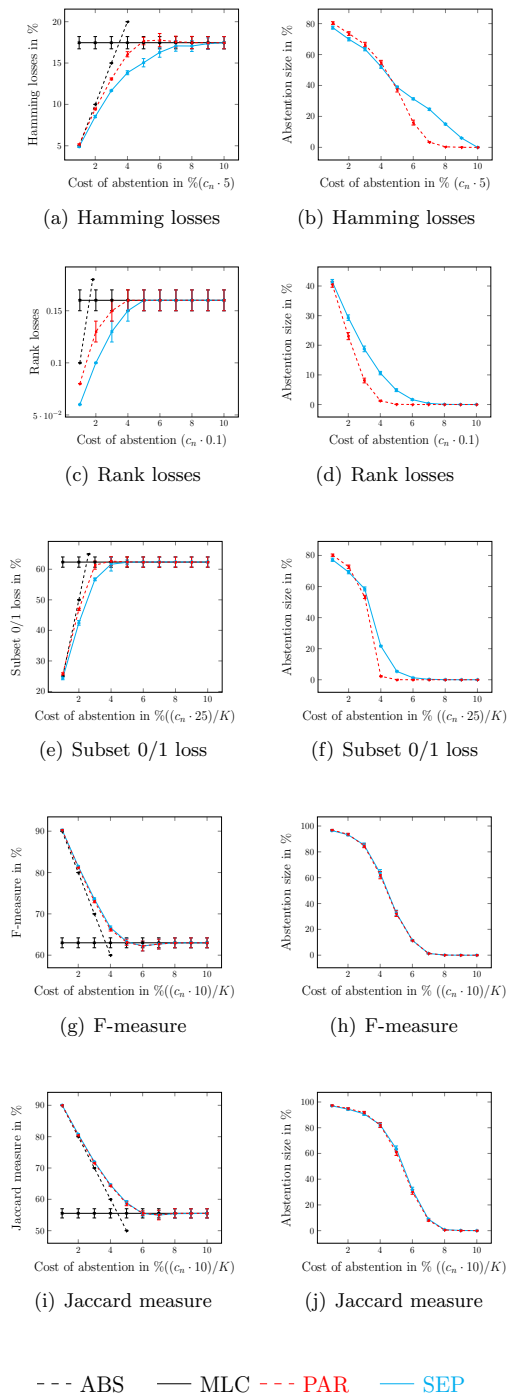 Hamming losses in %
20
15
10
5
2 4 6 8 10
Cost of abstention in %(c_n · 5)
(a) Hamming losses
Abstention size in %
80
60
40
20
0
2 4 6 8 10
Cost of abstention in % (c_n · 5)
(b) Hamming losses
Rank losses
0.15
0.1
5 · 10^−2
2 4 6 8 10
Cost of abstention (c_n · 0.1)
(c) Rank losses
Abstention size in %
40
30
20
10
0
2 4 6 8 10
Cost of abstention (c_n · 0.1)
(d) Rank losses
Subset 0/1 loss in %
60
50
40
30
20
2 4 6 8 10
Cost of abstention in %((c_n · 25)/K)
(e) Subset 0/1 loss
Abstention size in %
80
60
40
20
0
2 4 6 8 10
Cost of abstention in % ((c_n · 25)/K)
(f) Subset 0/1 loss
F-measure in %
90
80
70
60
2 4 6 8 10
Cost of abstention in %((c_n · 10)/K)
(g) F-measure
Abstention size in %
100
80
60
40
20
0
2 4 6 8 10
Cost of abstention in % ((c_n · 10)/K)
(h) F-measure
Jaccard measure in %
90
80
70
60
50
2 4 6 8 10
Cost of abstention in %((c_n · 10)/K)
(i) Jaccard measure
Abstention size in %
100
80
60
40
20
0
2 4 6 8 10
Cost of abstention in % ((c_n · 10)/K)
(j) Jaccard measure
ABS MLC PAR SEP